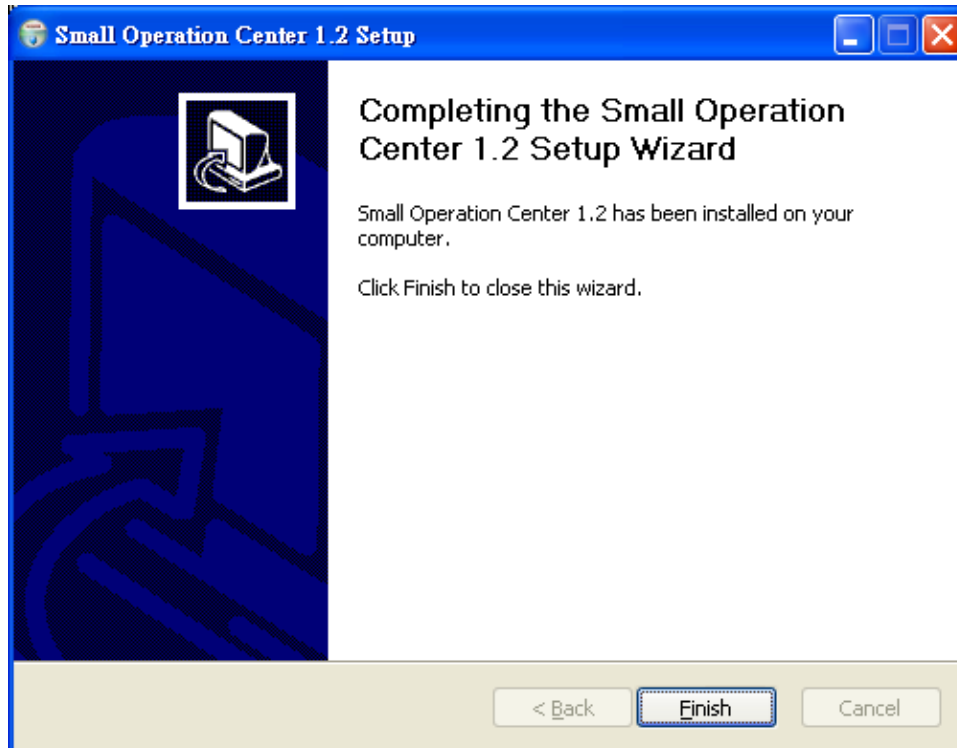 Small Operation Center 1.2 Setup
Completing the Small Operation
Center 1.2 Setup Wizard
Small Operation Center 1.2 has been installed on your
computer.
Click Finish to close this wizard.
< Back
Finish
Cancel